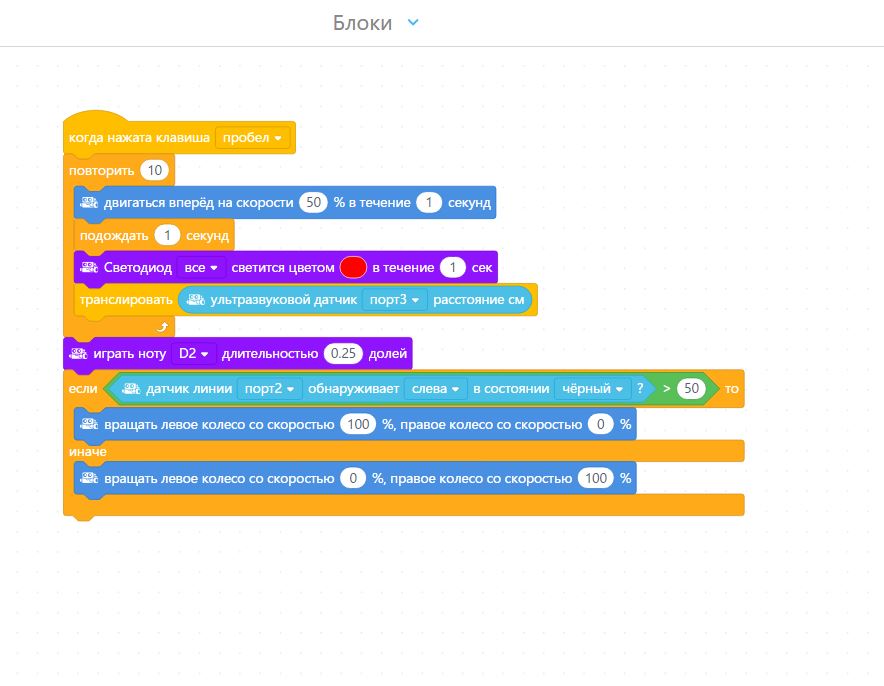 Блоки
когда нажата клавиша пробел
повторить 10
двигаться вперёд на скорости 50 % в течение 1 секунд
подождать 1 секунд
Светодиод все светится цветом в течение 1 сек
транслировать ультразвуковой датчик порт3 расстояние см
играть ноту D2 длительностью 0.25 долей
если датчик линии порт2 обнаруживает слева в состоянии чёрный ? > 50 то
вращать левое колесо со скоростью 100 %, правое колесо со скоростью 0 %
иначе
вращать левое колесо со скоростью 0 %, правое колесо со скоростью 100 %